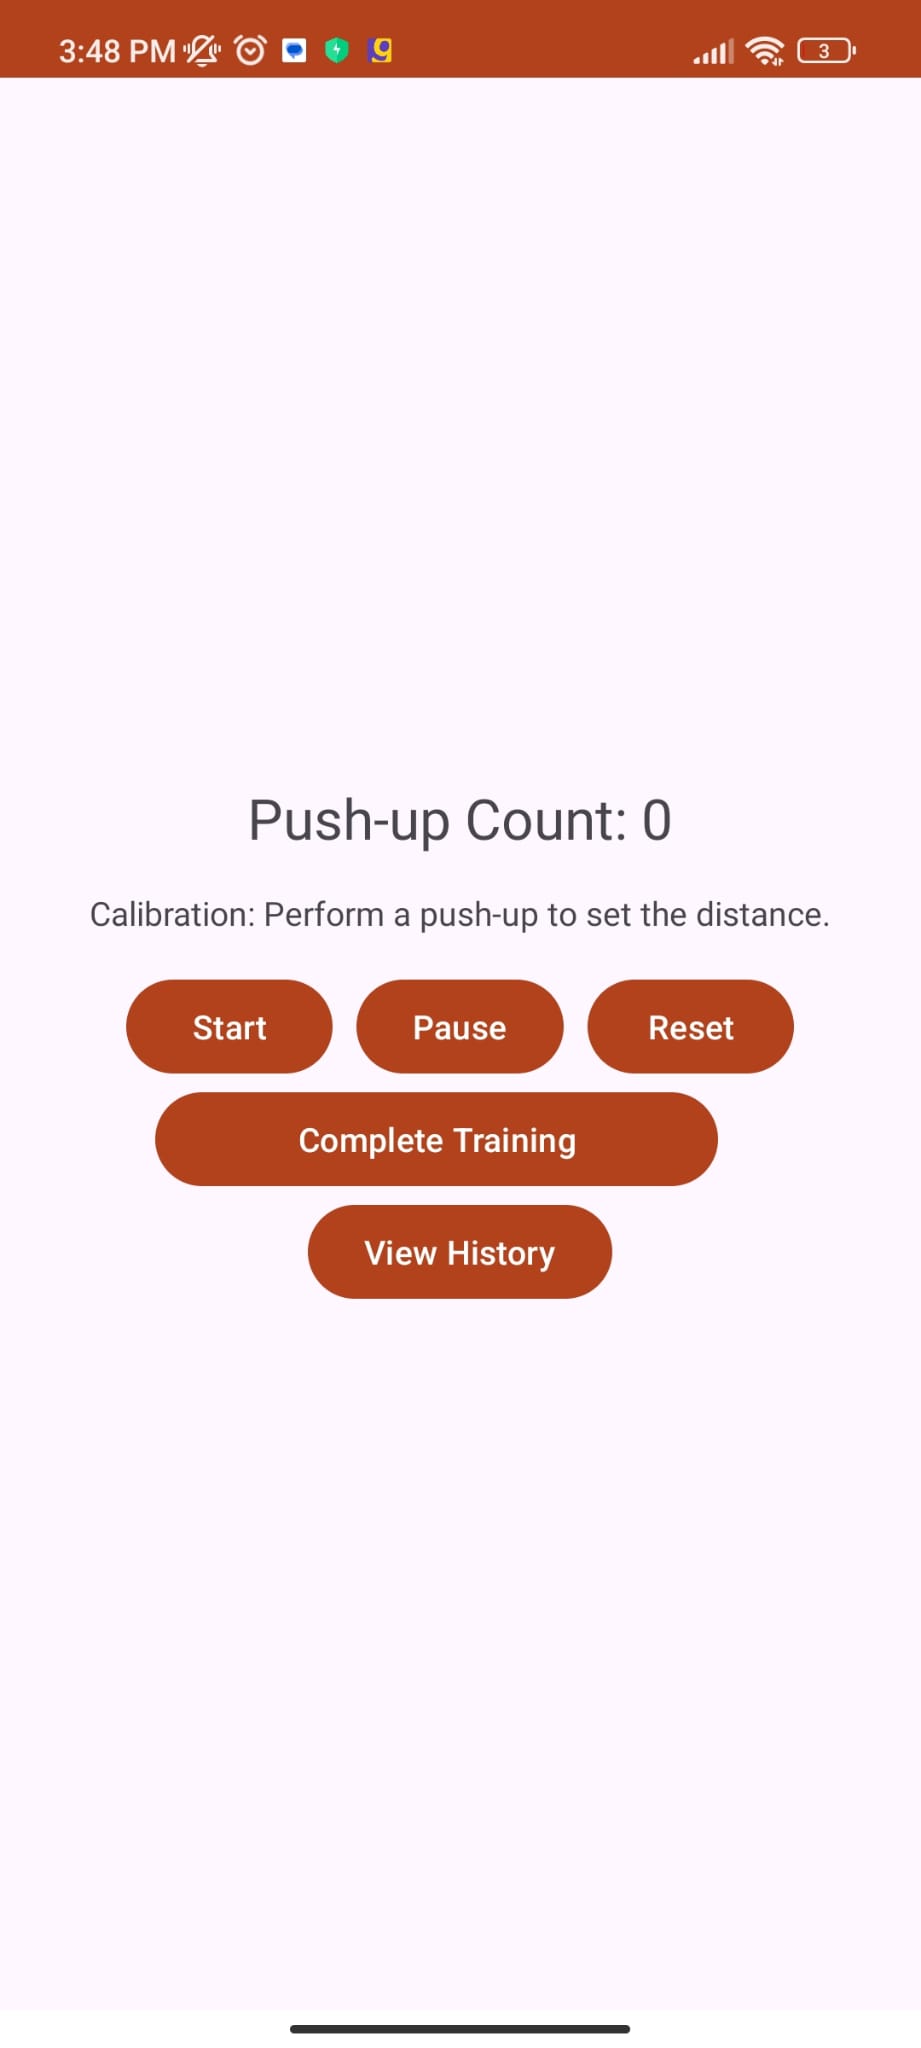 3:48 PM 3
Push-up Count: 0
Calibration: Perform a push-up to set the distance.
Start Pause Reset
Complete Training
View History